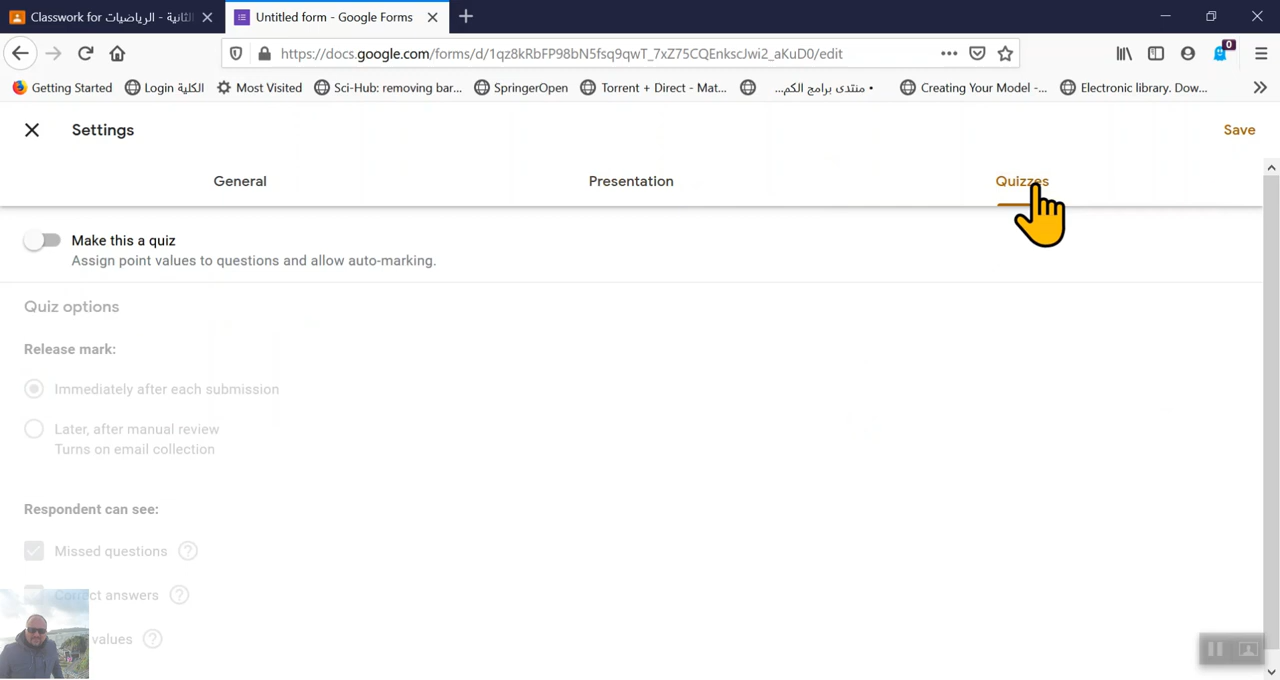 Classwork for الثانية - الرياضيات
Untitled form - Google Forms
https://docs.google.com/forms/d/1qz8kRbFP98bN5fsq9qwT_7xZ75CQEnkscJwi2_aKuD0/edit
0
Getting Started
الكلية Login
Most Visited
Sci-Hub: removing bar...
SpringerOpen
Torrent + Direct - Mat...
منتدى برامج الكم...
Creating Your Model -...
Electronic library. Dow...
Settings
Save
General
Presentation
Quizzes
Make this a quiz
Assign point values to questions and allow auto-marking.
Quiz options
Release mark:
Immediately after each submission
Later, after manual review
Turns on email collection
Respondent can see:
Missed questions
Correct answers
values